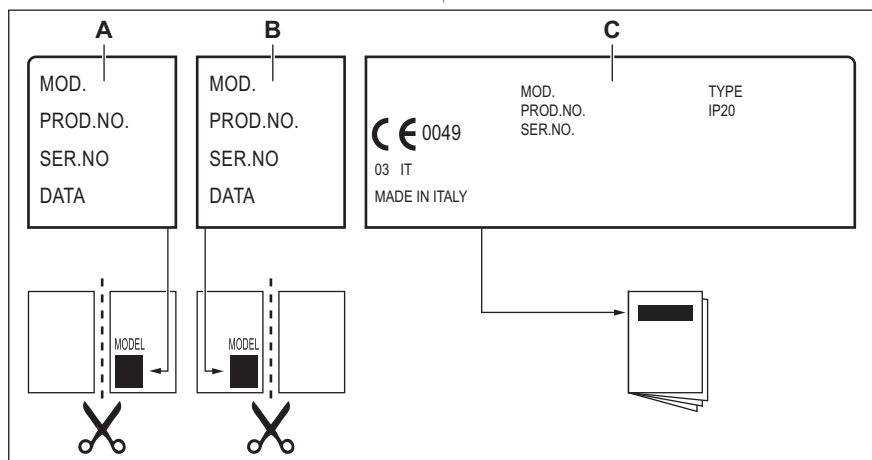 A
B
C
MOD.
PROD.NO.
SER.NO
DATA
MOD.
PROD.NO.
SER.NO
DATA
MOD.
PROD.NO.
SER.NO.
TYPE
IP20
CE 0049
03 IT
MADE IN ITALY
MODEL
MODEL